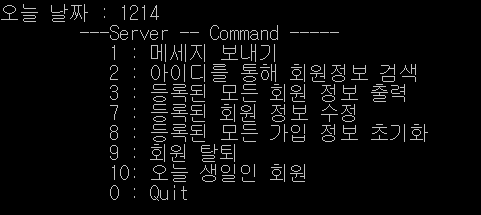 오늘 날짜 : 1214
---Server -- Command -----
1 : 메세지 보내기
2 : 아이디를 통해 회원정보 검색
3 : 등록된 모든 회원 정보 출력
7 : 등록된 회원 정보 수정
8 : 등록된 모든 가입 정보 초기화
9 : 회원 탈퇴
10: 오늘 생일인 회원
0 : Quit